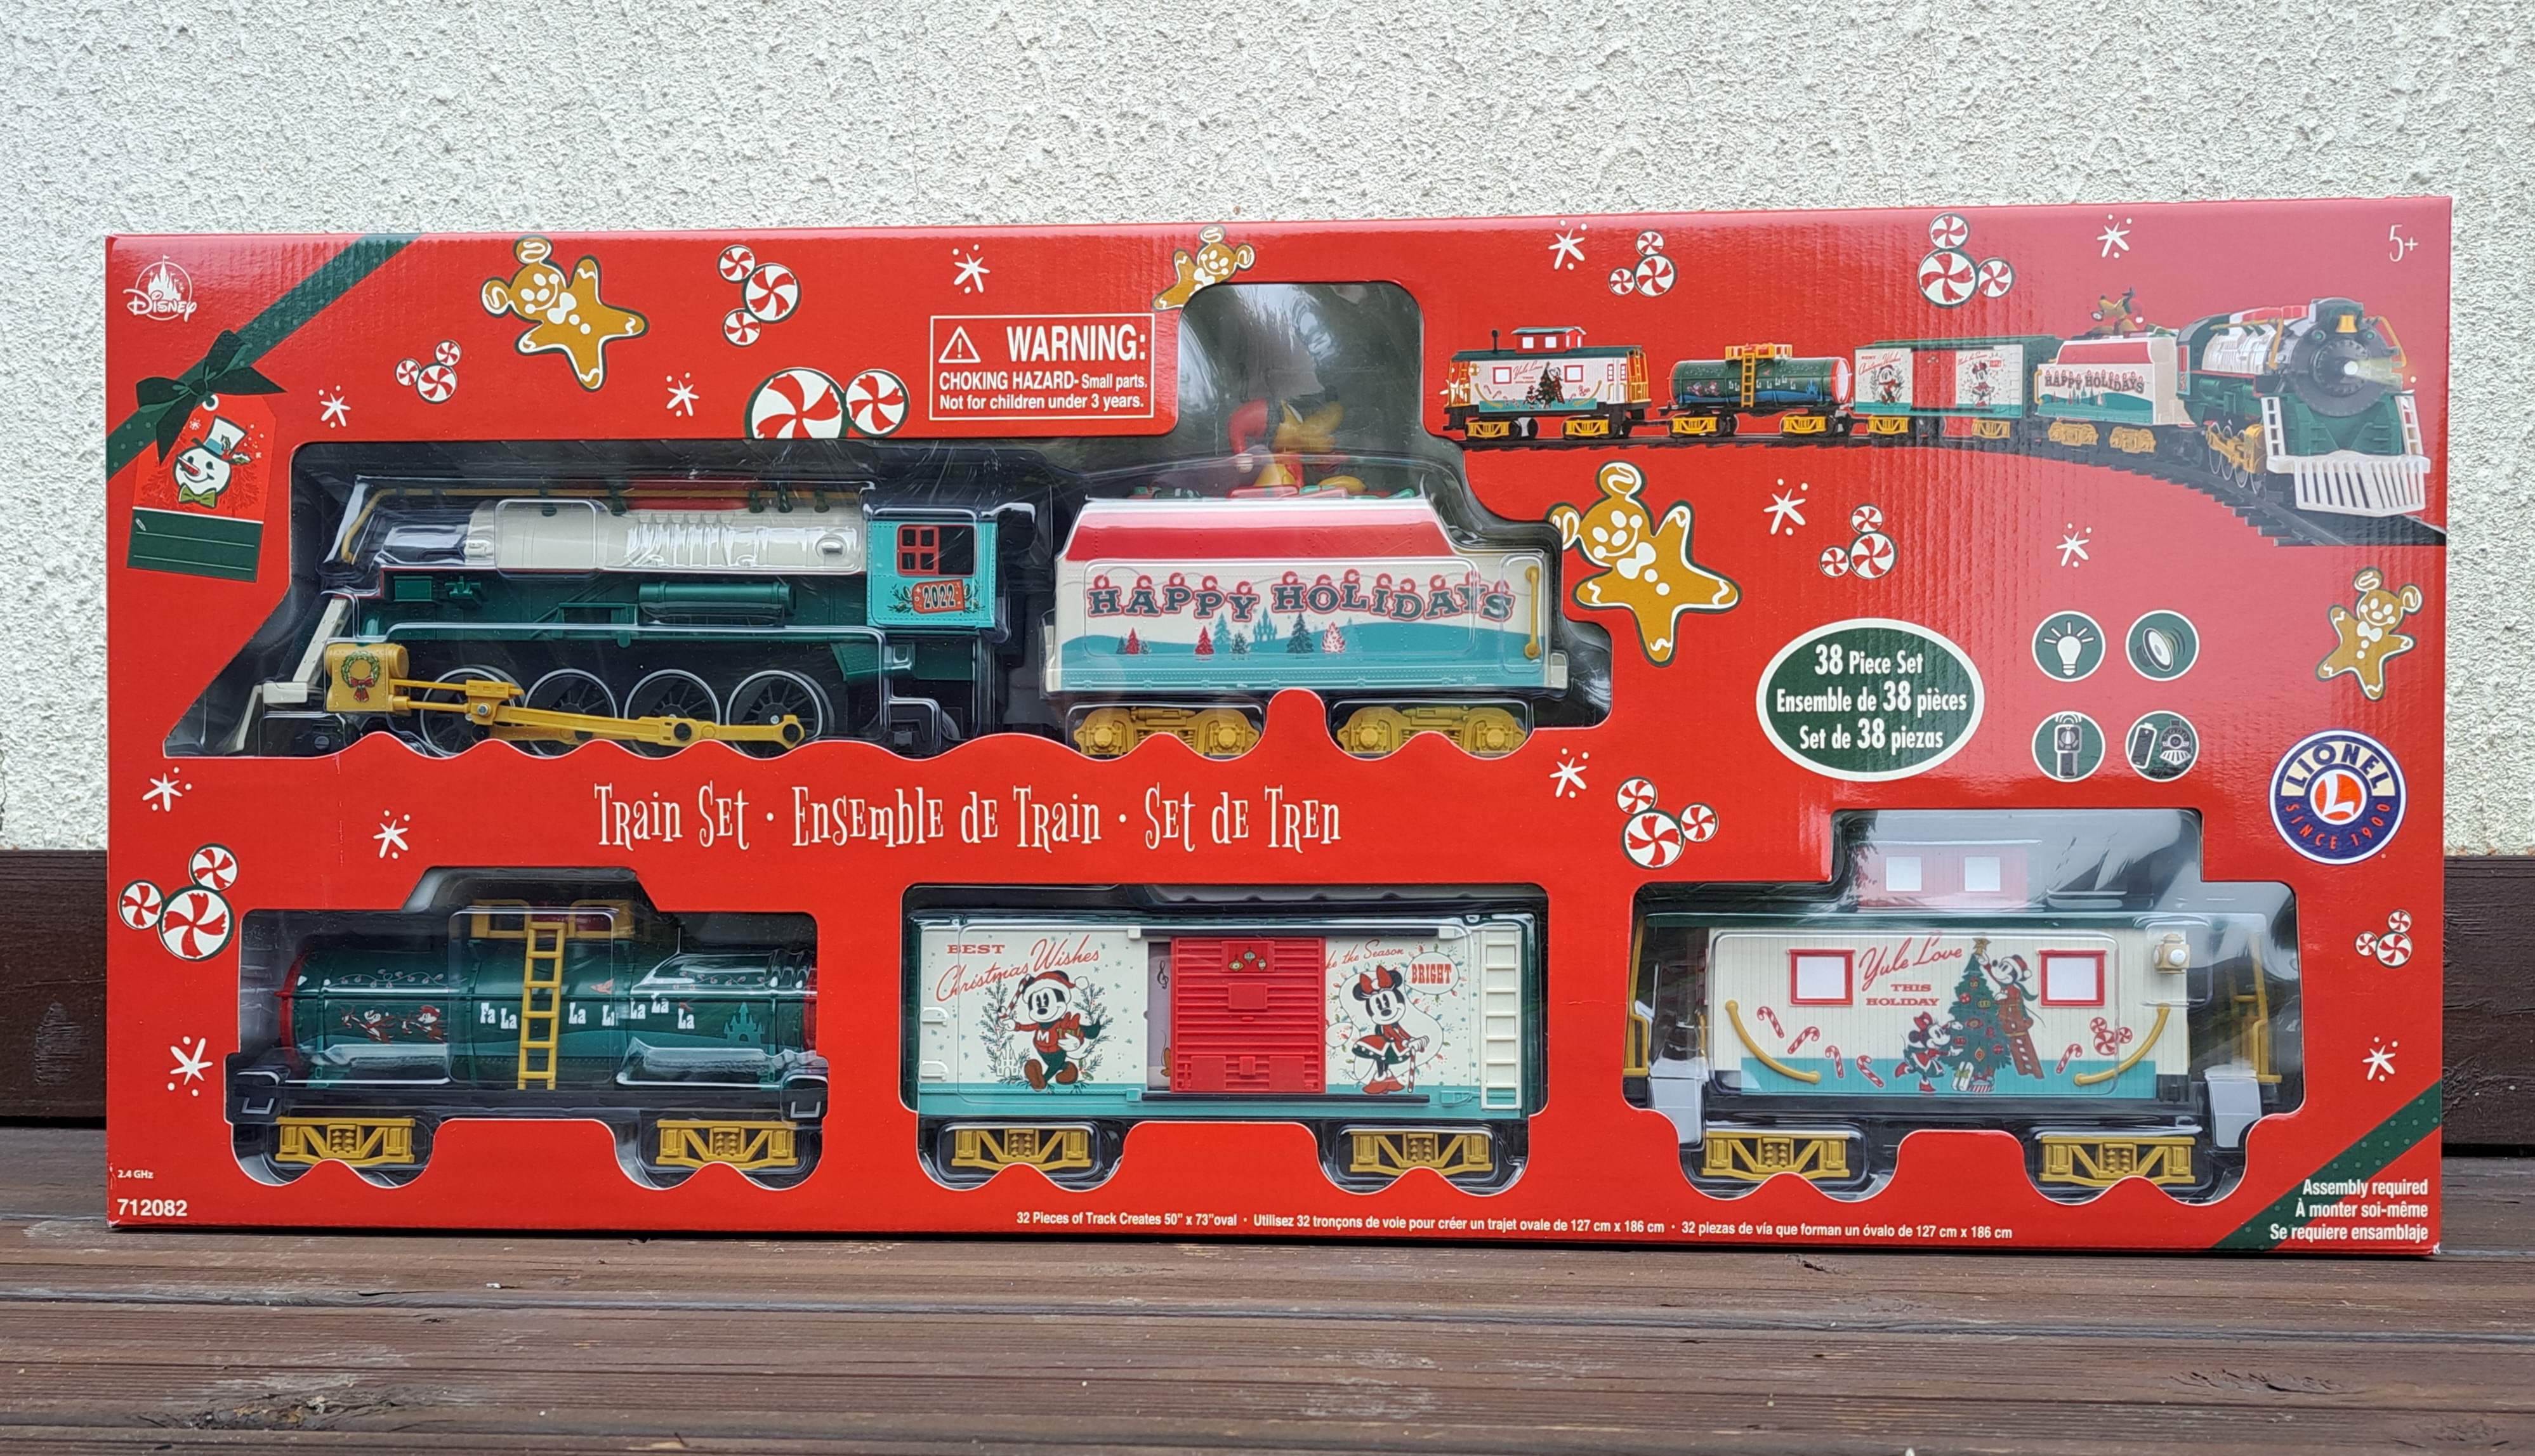 Disney
5+
WARNING:
CHOKING HAZARD- Small parts.
Not for children under 3 years.
Yule Love
HAPPY HOLIDAYS
2022
HAPPY HOLIDAYS
38 Piece Set
Ensemble de 38 pièces
Set de 38 piezas
LIONEL
L
SINCE 1900
Train Set · Ensemble de Train · Set de Tren
Fa La La La La La
BEST
Christmas Wishes
M
the Season
BRIGHT
Yule Love
THIS
HOLIDAY
2.4 GHz
712082
32 Pieces of Track Creates 50" x 73"oval · Utilisez 32 tronçons de voie pour créer un trajet ovale de 127 cm x 186 cm · 32 piezas de vía que forman un óvalo de 127 cm x 186 cm
Assembly required
À monter soi-même
Se requiere ensamblaje